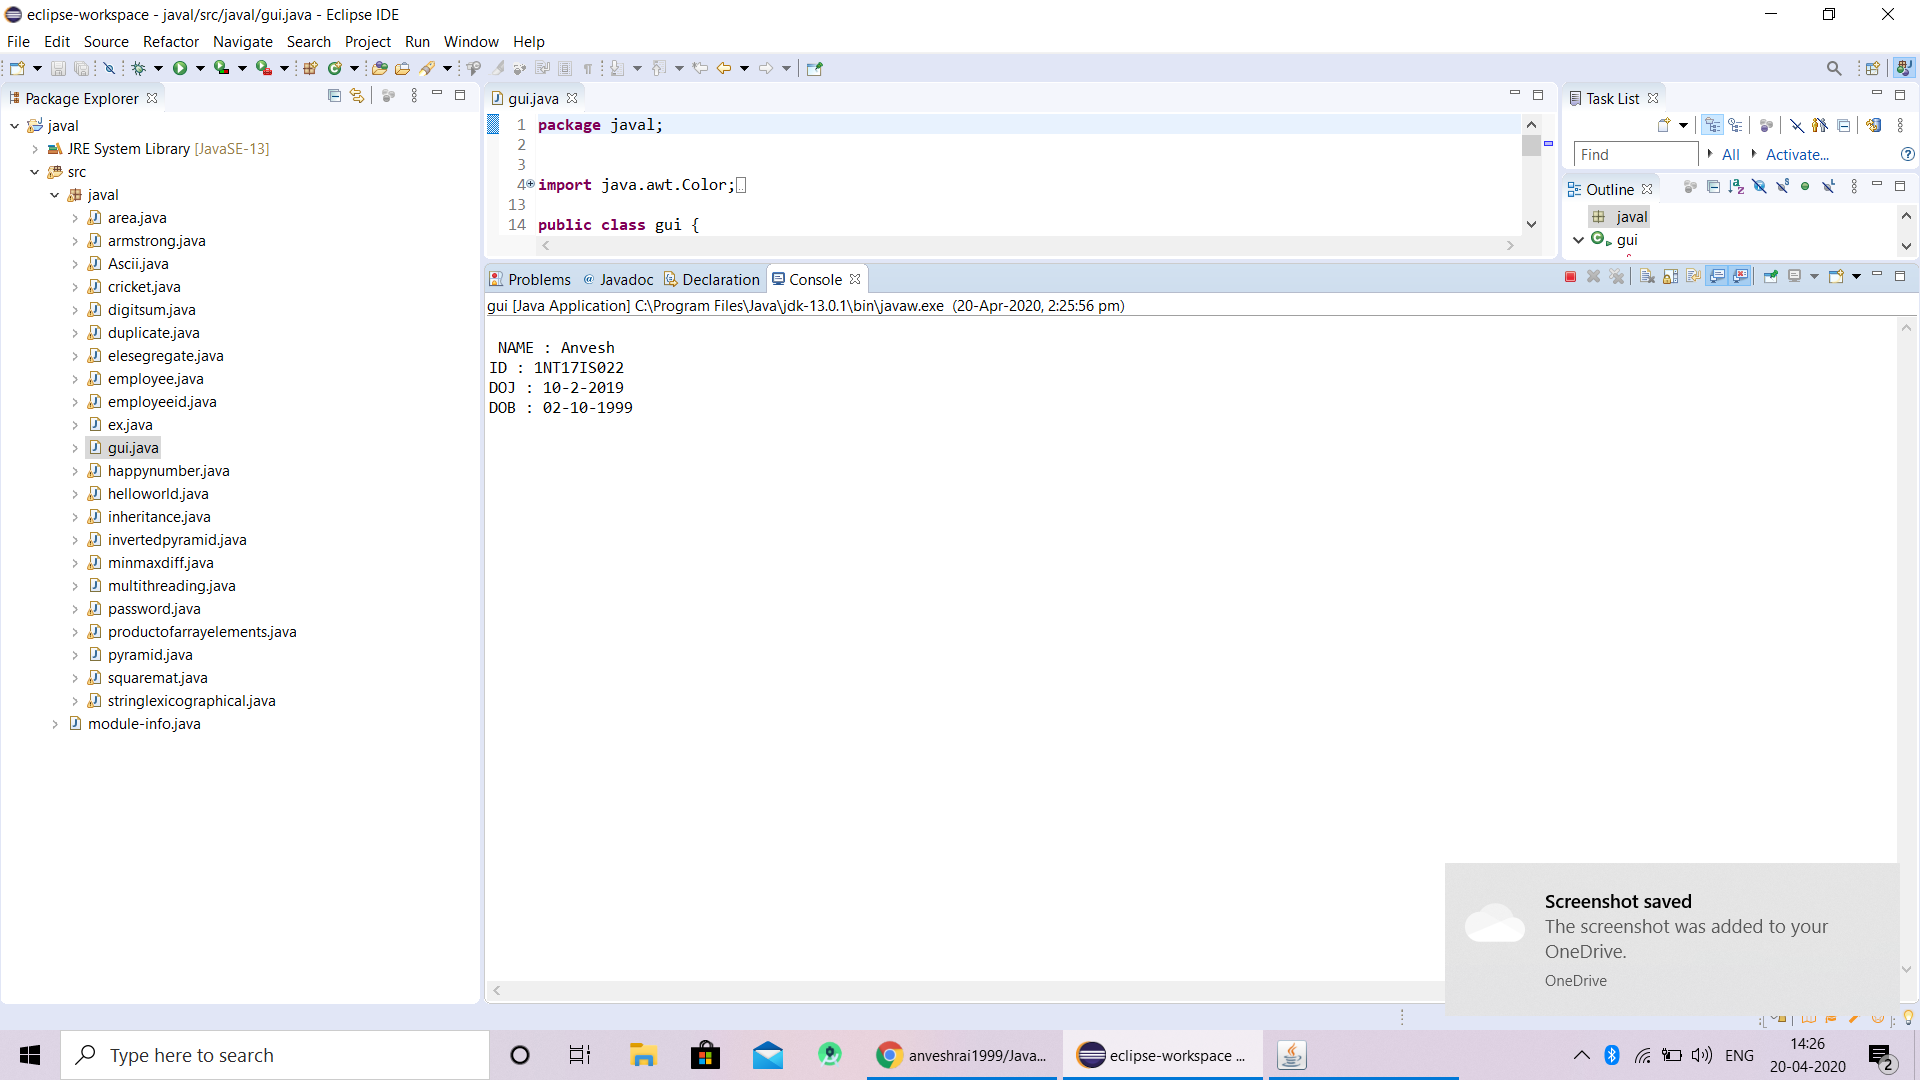 eclipse-workspace - javal/src/javal/gui.java - Eclipse IDE
File Edit Source Refactor Navigate Search Project Run Window Help
Package Explorer
javal
JRE System Library [JavaSE-13]
src
javal
area.java
armstrong.java
Ascii.java
cricket.java
digitsum.java
duplicate.java
elesegregate.java
employee.java
employeeid.java
ex.java
gui.java
happynumber.java
helloworld.java
inheritance.java
invertedpyramid.java
minmaxdiff.java
multithreading.java
password.java
productofarrayelements.java
pyramid.java
squaremat.java
stringlexicographical.java
module-info.java
gui.java
1 package javal;
2
3
4 import java.awt.Color;
13
14 public class gui {
Task List
Find All Activate...
Outline
javal
gui
Problems Javadoc Declaration Console
gui [Java Application] C:\Program Files\Java\jdk-13.0.1\bin\javaw.exe (20-Apr-2020, 2:25:56 pm)
NAME : Anvesh
ID : 1NT17IS022
DOJ : 10-2-2019
DOB : 02-10-1999
Screenshot saved
The screenshot was added to your
OneDrive.
OneDrive
Type here to search
anveshrai1999/Java...
eclipse-workspace ...
ENG
14:26
20-04-2020
2